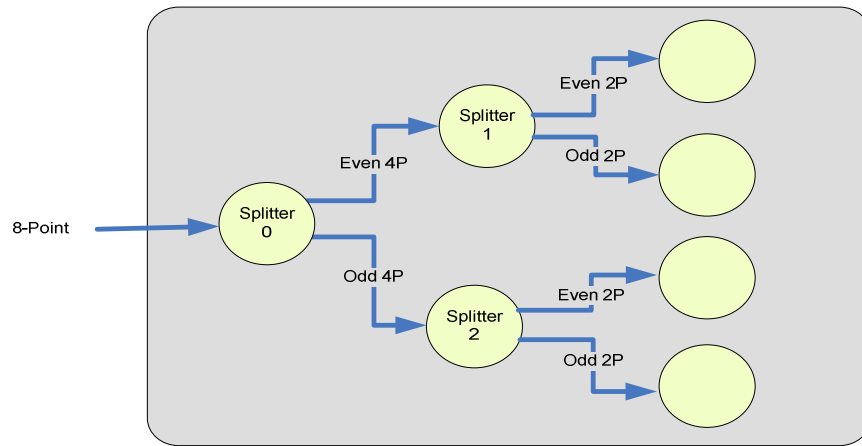 8-Point
Splitter
0
Even 4P
Odd 4P
Splitter
1
Splitter
2
Even 2P
Odd 2P
Even 2P
Odd 2P